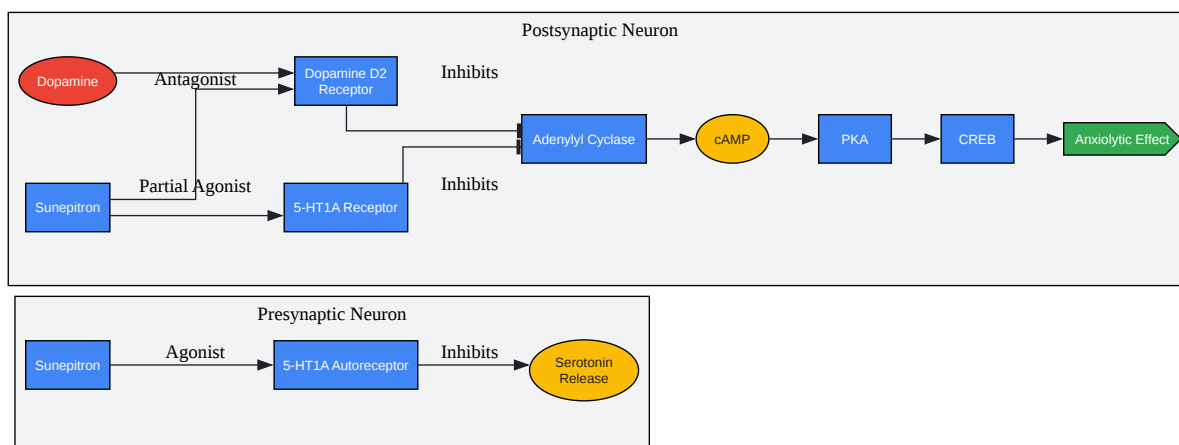 Postsynaptic Neuron
Dopamine
Antagonist
Dopamine D2
Receptor
Inhibits
Adenylyl Cyclase
cAMP
PKA
CREB
Anxiolytic Effect
Sunepitron
Partial Agonist
5-HT1A Receptor
Inhibits
Presynaptic Neuron
Sunepitron
Agonist
5-HT1A Autoreceptor
Inhibits
Serotonin
Release